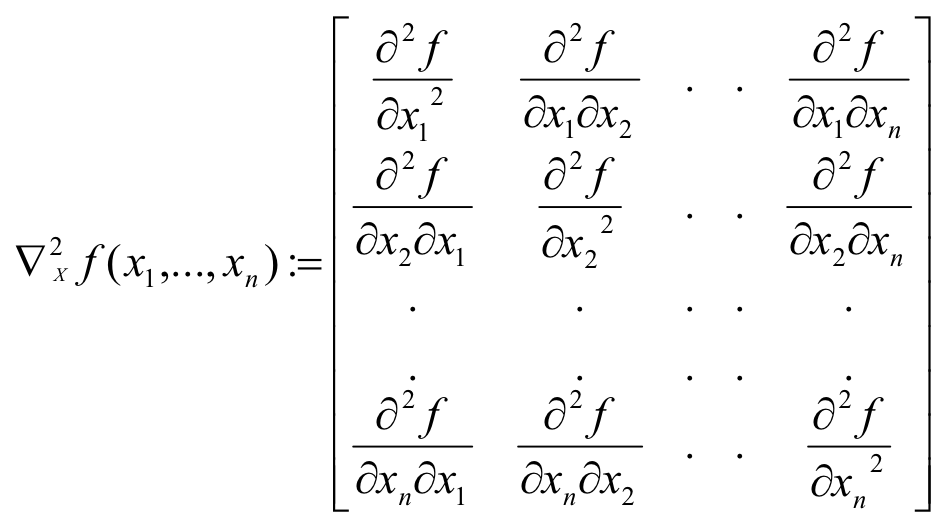 ∇²_X f(x₁,...,xₙ) := [ ∂²f/∂x₁² ∂²f/∂x₁∂x₂ . . ∂²f/∂x₁∂xₙ
∂²f/∂x₂∂x₁ ∂²f/∂x₂² . . ∂²f/∂x₂∂xₙ
. . . . .
. . . . .
∂²f/∂xₙ∂x₁ ∂²f/∂xₙ∂x₂ . . ∂²f/∂xₙ² ]